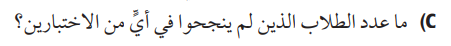 C) ما عدد الطلاب الذين لم ينجحوا في أيٍّ من الاختبارين؟